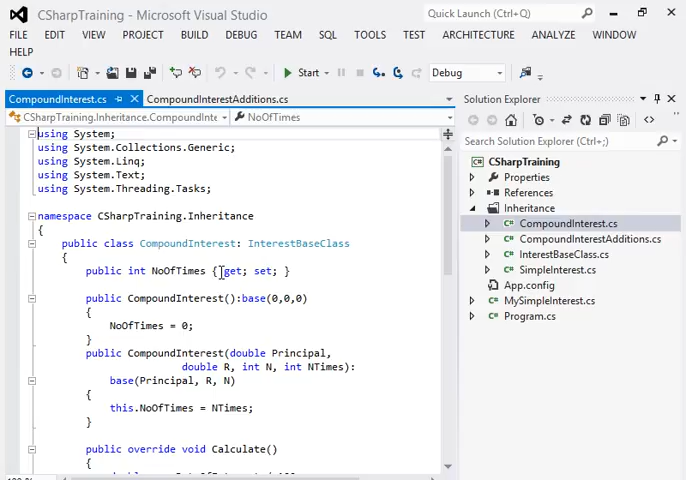 CSharpTraining - Microsoft Visual Studio
Quick Launch (Ctrl+Q)
FILE EDIT VIEW PROJECT BUILD DEBUG TEAM SQL TOOLS TEST ARCHITECTURE ANALYZE WINDOW
HELP
Start Debug
CompoundInterest.cs CompoundInterestAdditions.cs
CSharpTraining.Inheritance.CompoundInt NoOfTimes
using System;
using System.Collections.Generic;
using System.Linq;
using System.Text;
using System.Threading.Tasks;
namespace CSharpTraining.Inheritance
{
public class CompoundInterest: InterestBaseClass
{
public int NoOfTimes { get; set; }
public CompoundInterest():base(0,0,0)
{
NoOfTimes = 0;
}
public CompoundInterest(double Principal,
double R, int N, int NTimes):
base(Principal, R, N)
{
this.NoOfTimes = NTimes;
}
public override void Calculate()
{
Solution Explorer
Search Solution Explorer (Ctrl+;)
CSharpTraining
Properties
References
Inheritance
CompoundInterest.cs
CompoundInterestAdditions.cs
InterestBaseClass.cs
SimpleInterest.cs
App.config
MySimpleInterest.cs
Program.cs